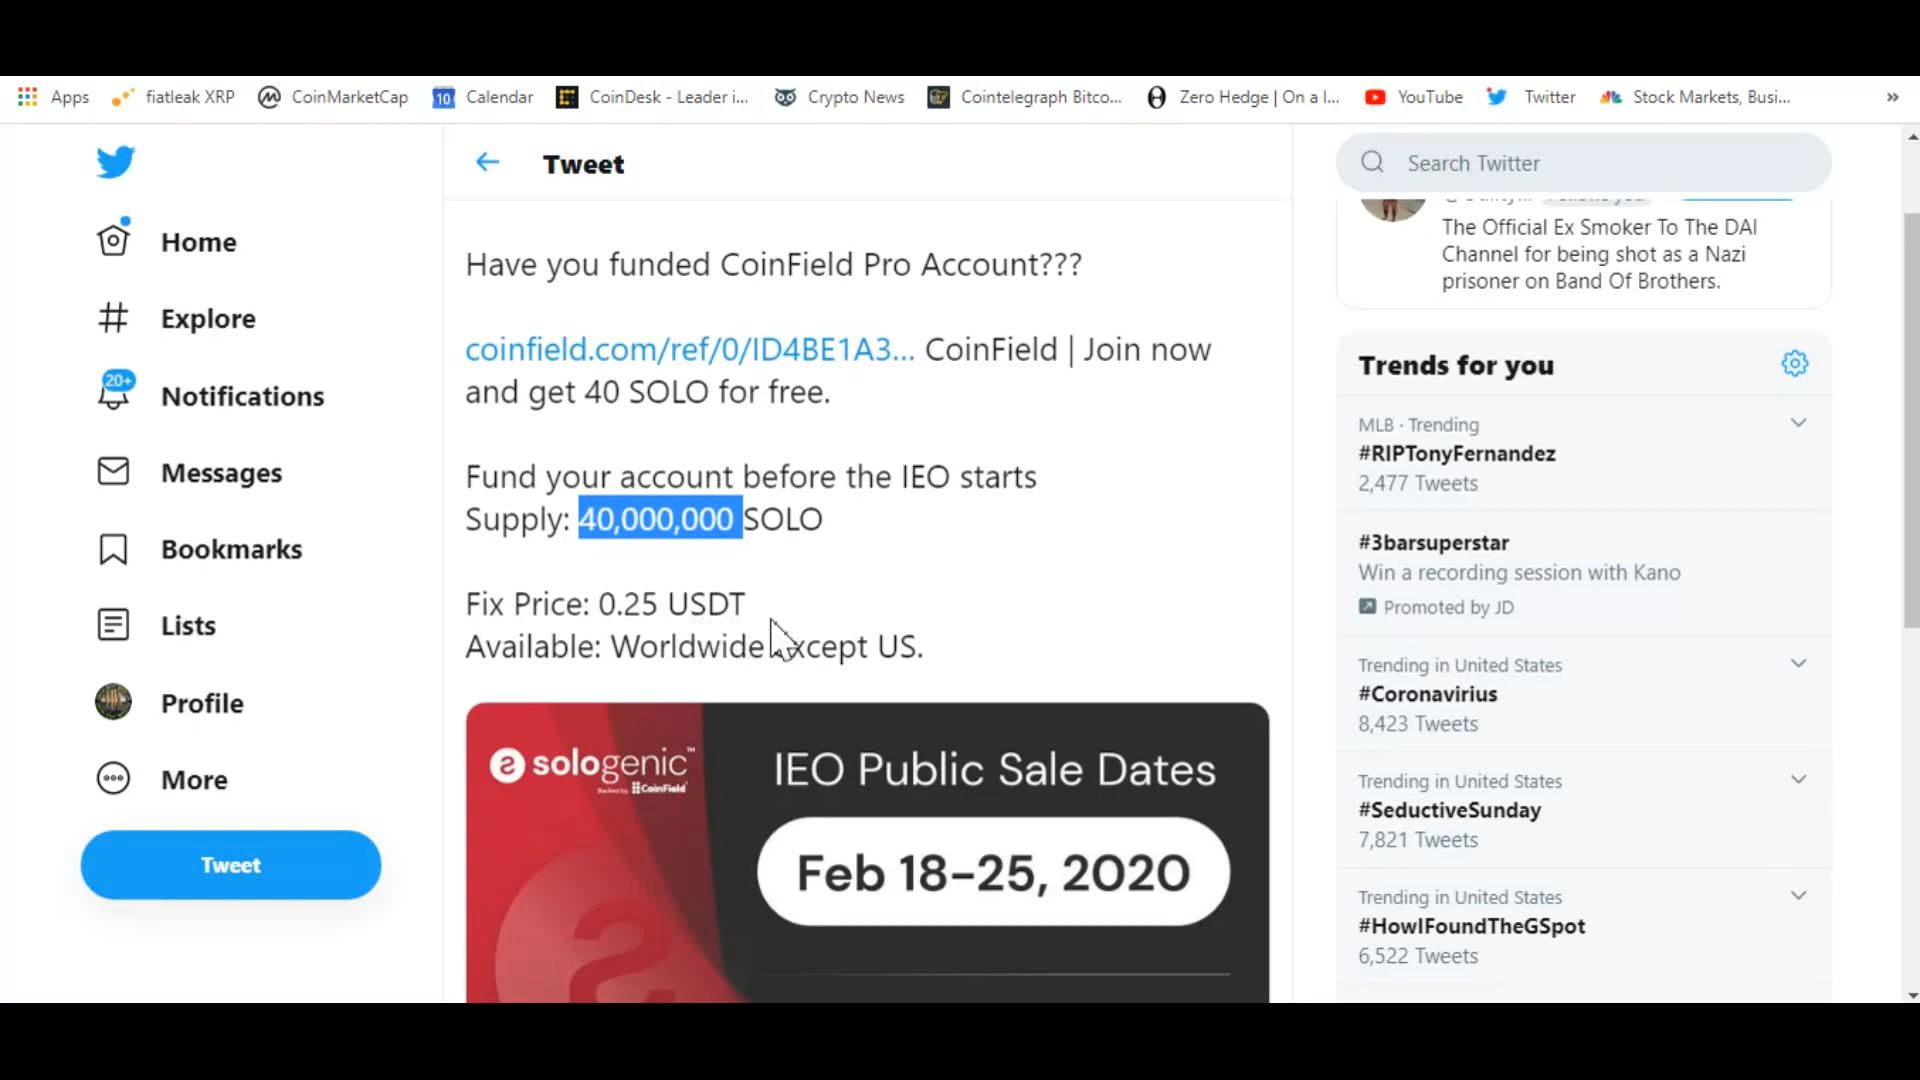 Apps
fiatleak XRP
CoinMarketCap
10
Calendar
CoinDesk - Leader i...
Crypto News
Cointelegraph Bitco...
Zero Hedge | On a I...
YouTube
Twitter
Stock Markets, Busi...
»
Home
Explore
20+
Notifications
Messages
Bookmarks
Lists
Profile
More
Tweet
Tweet
Have you funded CoinField Pro Account???
coinfield.com/ref/0/ID4BE1A3... CoinField | Join now
and get 40 SOLO for free.
Fund your account before the IEO starts
Supply: 40,000,000 SOLO
Fix Price: 0.25 USDT
Available: Worldwide except US.
sologenic™
Backed by CoinField
IEO Public Sale Dates
Feb 18-25, 2020
Search Twitter
The Official Ex Smoker To The DAI
Channel for being shot as a Nazi
prisoner on Band Of Brothers.
Trends for you
MLB · Trending
#RIPTonyFernandez
2,477 Tweets
#3barsuperstar
Win a recording session with Kano
Promoted by JD
Trending in United States
#Coronavirius
8,423 Tweets
Trending in United States
#SeductiveSunday
7,821 Tweets
Trending in United States
#HowIFoundTheGSpot
6,522 Tweets